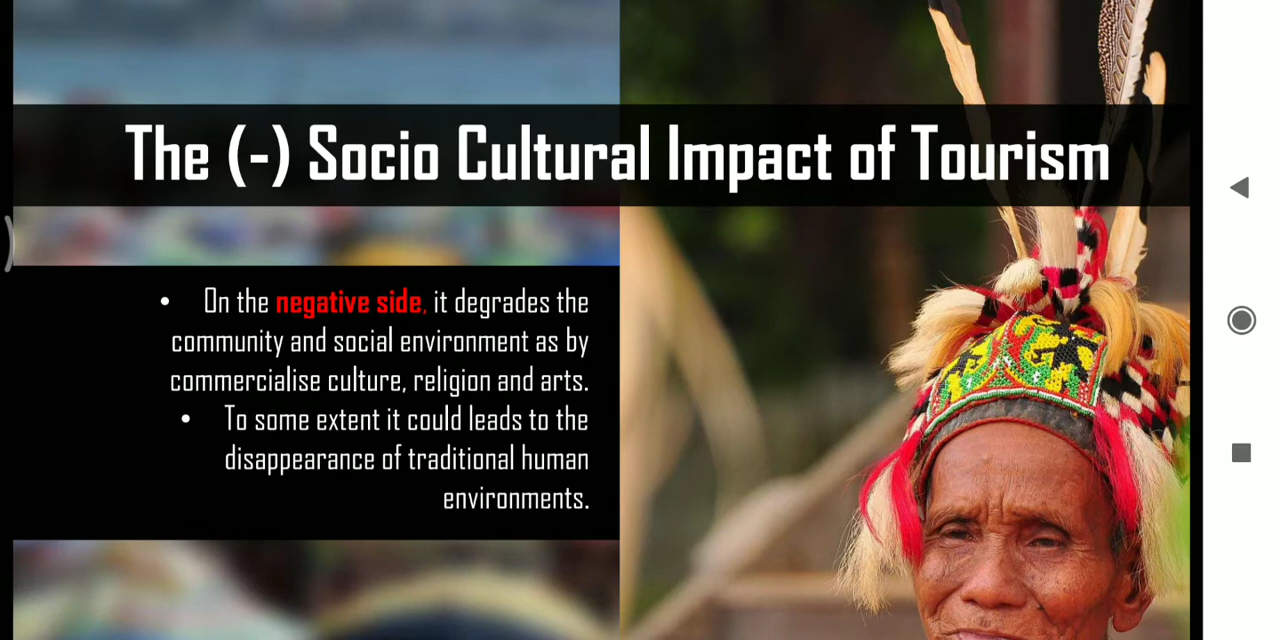 The (-) Socio Cultural Impact of Tourism
• On the negative side, it degrades the
community and social environment as by
commercialise culture, religion and arts.
• To some extent it could leads to the
disappearance of traditional human
environments.